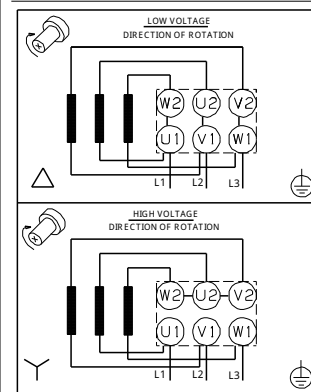 LOW VOLTAGE
DIRECTION OF ROTATION
W2 U2 V2
U1 V1 W1
L1 L2 L3
HIGH VOLTAGE
DIRECTION OF ROTATION
W2 U2 V2
U1 V1 W1
L1 L2 L3